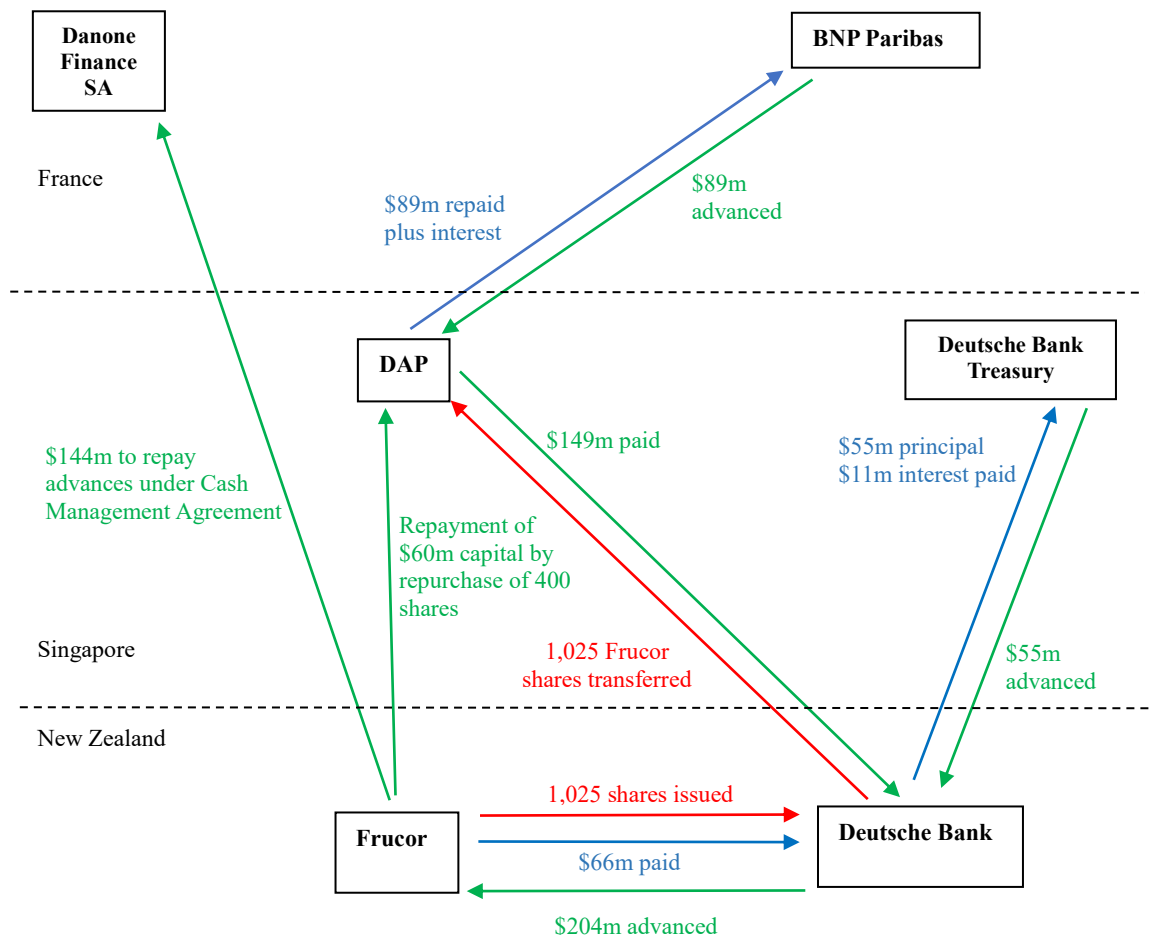 Danone
Finance
SA
BNP Paribas
France
$89m repaid
plus interest
$89m
advanced
DAP
Deutsche Bank
Treasury
$144m to repay
advances under Cash
Management Agreement
$149m paid
$55m principal
$11m interest paid
Repayment of
$60m capital by
repurchase of 400
shares
Singapore
1,025 Frucor
shares transferred
$55m
advanced
New Zealand
1,025 shares issued
Frucor
Deutsche Bank
$66m paid
$204m advanced